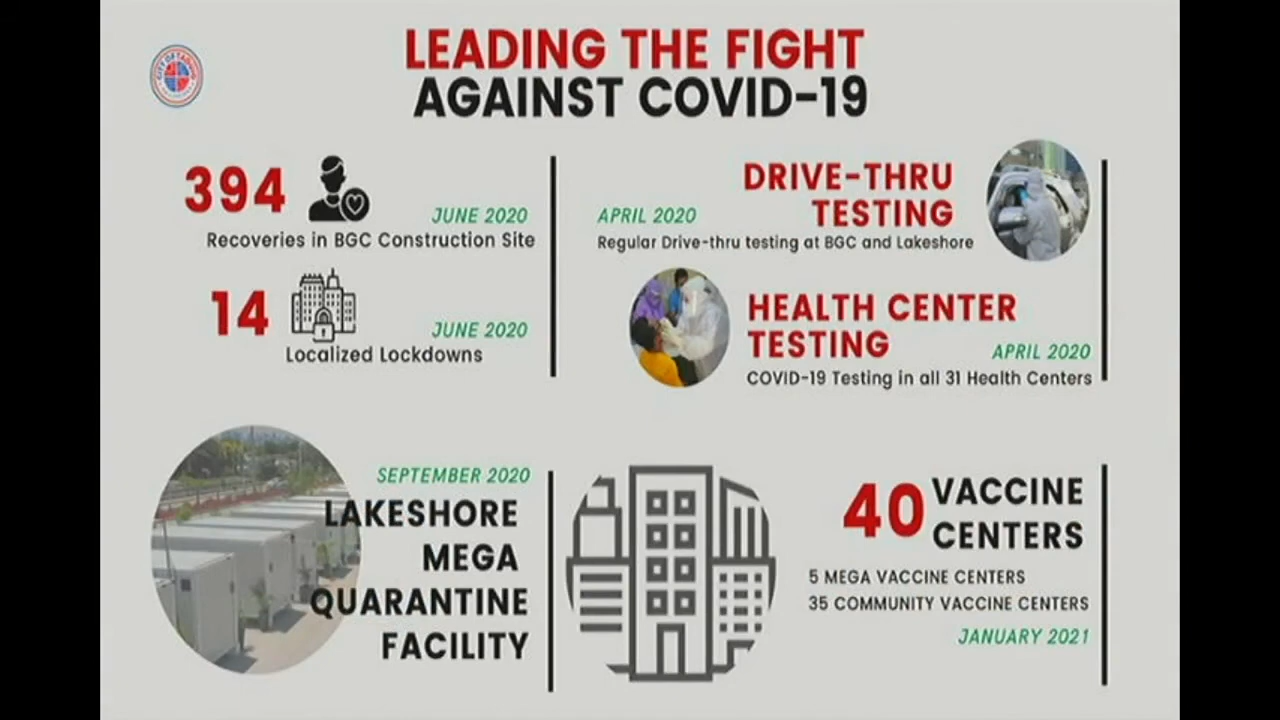 LEADING THE FIGHT
AGAINST COVID-19
394
JUNE 2020
Recoveries in BGC Construction Site
14
JUNE 2020
Localized Lockdowns
DRIVE-THRU
TESTING
APRIL 2020
Regular Drive-thru testing at BGC and Lakeshore
HEALTH CENTER
TESTING
APRIL 2020
COVID-19 Testing in all 31 Health Centers
SEPTEMBER 2020
LAKESHORE
MEGA
QUARANTINE
FACILITY
40 VACCINE
CENTERS
5 MEGA VACCINE CENTERS
35 COMMUNITY VACCINE CENTERS
JANUARY 2021